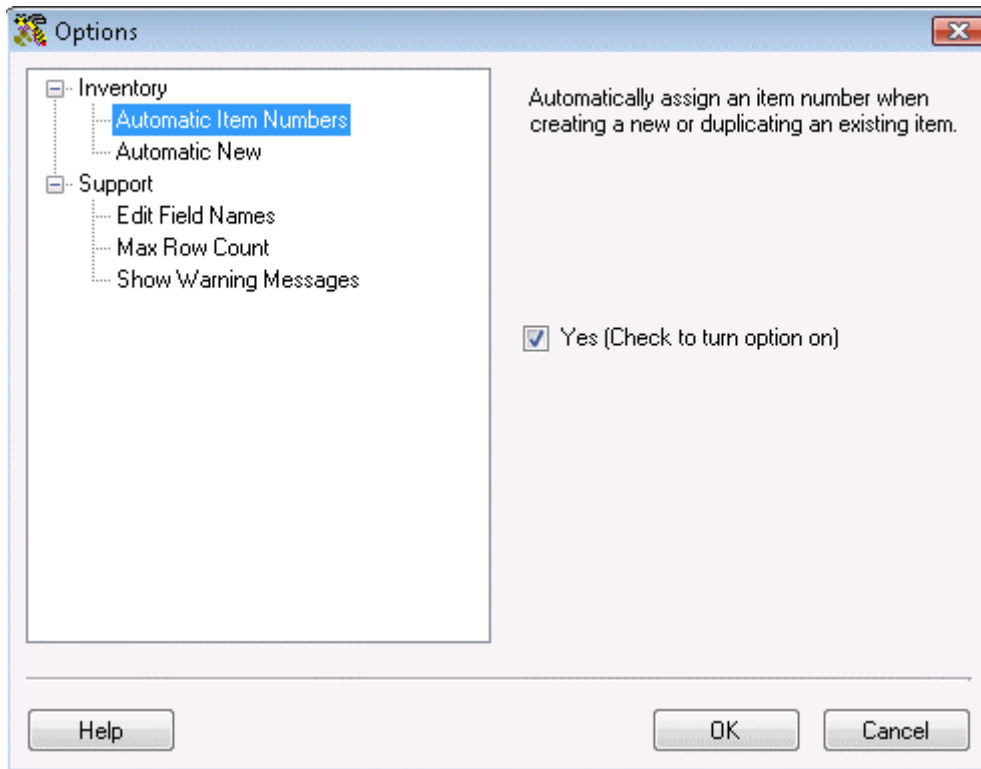 Options
Inventory
Automatic Item Numbers
Automatic New
Support
Edit Field Names
Max Row Count
Show Warning Messages
Automatically assign an item number when
creating a new or duplicating an existing item.
Yes (Check to turn option on)
Help
OK
Cancel